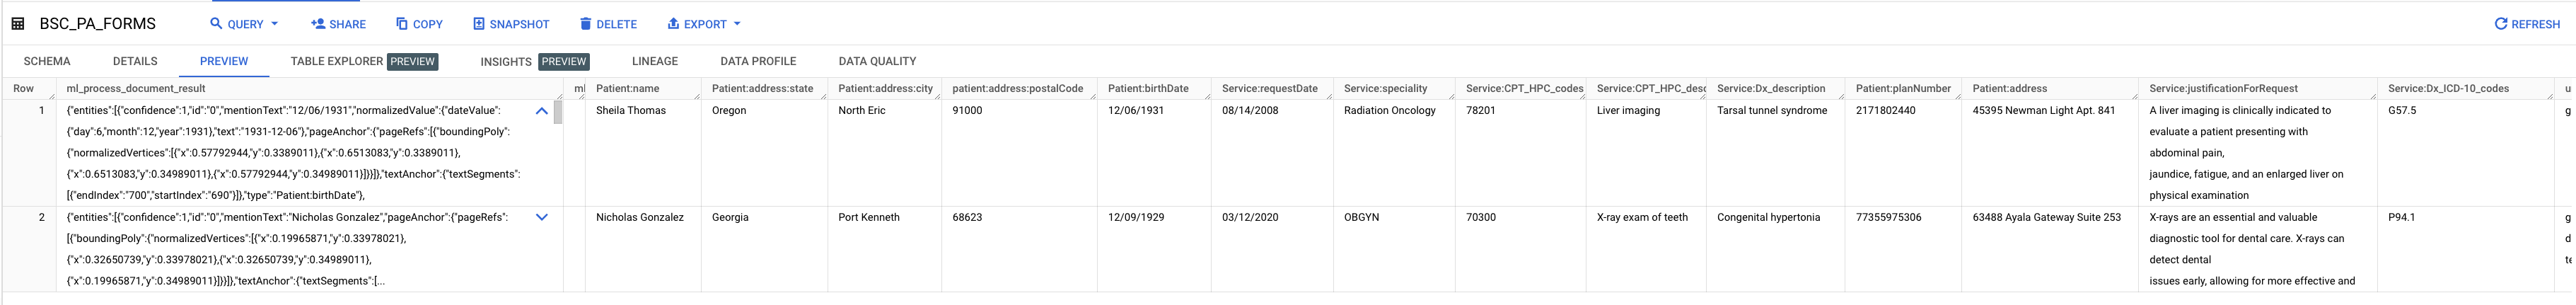 BSC_PA_FORMS
QUERY
SHARE
COPY
SNAPSHOT
DELETE
EXPORT
REFRESH
SCHEMA
DETAILS
PREVIEW
TABLE EXPLORER PREVIEW
INSIGHTS PREVIEW
LINEAGE
DATA PROFILE
DATA QUALITY
Row
ml_process_document_result
ml
Patient:name
Patient:address:state
Patient:address:city
patient:address:postalCode
Patient:birthDate
Service:requestDate
Service:speciality
Service:CPT_HPC_codes
Service:CPT_HPC_desc
Service:Dx_description
Patient:planNumber
Patient:address
Service:justificationForRequest
Service:Dx_ICD-10_codes
u
1
{"entities":[{"confidence":1,"id":"0","mentionText":"12/06/1931","normalizedValue":{"dateValue":
{"day":6,"month":12,"year":1931},"text":"1931-12-06"},"pageAnchor":{"pageRefs":[{"boundingPoly":
{"normalizedVertices":[{"x":0.57792944,"y":0.3389011},{"x":0.6513083,"y":0.3389011},
{"x":0.6513083,"y":0.34989011},{"x":0.57792944,"y":0.34989011}]}}]},"textAnchor":{"textSegments":
[{"endIndex":"700","startIndex":"690"}]},"type":"Patient:birthDate"},
Sheila Thomas
Oregon
North Eric
91000
12/06/1931
08/14/2008
Radiation Oncology
78201
Liver imaging
Tarsal tunnel syndrome
2171802440
45395 Newman Light Apt. 841
A liver imaging is clinically indicated to
evaluate a patient presenting with
abdominal pain,
jaundice, fatigue, and an enlarged liver on
physical examination
G57.5
g
2
{"entities":[{"confidence":1,"id":"0","mentionText":"Nicholas Gonzalez","pageAnchor":{"pageRefs":
[{"boundingPoly":{"normalizedVertices":[{"x":0.19965871,"y":0.33978021},
{"x":0.32650739,"y":0.33978021},{"x":0.32650739,"y":0.34989011},
{"x":0.19965871,"y":0.34989011}]}}]},"textAnchor":{"textSegments":[...
Nicholas Gonzalez
Georgia
Port Kenneth
68623
12/09/1929
03/12/2020
OBGYN
70300
X-ray exam of teeth
Congenital hypertonia
77355975306
63488 Ayala Gateway Suite 253
X-rays are an essential and valuable
diagnostic tool for dental care. X-rays can
detect dental
issues early, allowing for more effective and
P94.1
g
d
te